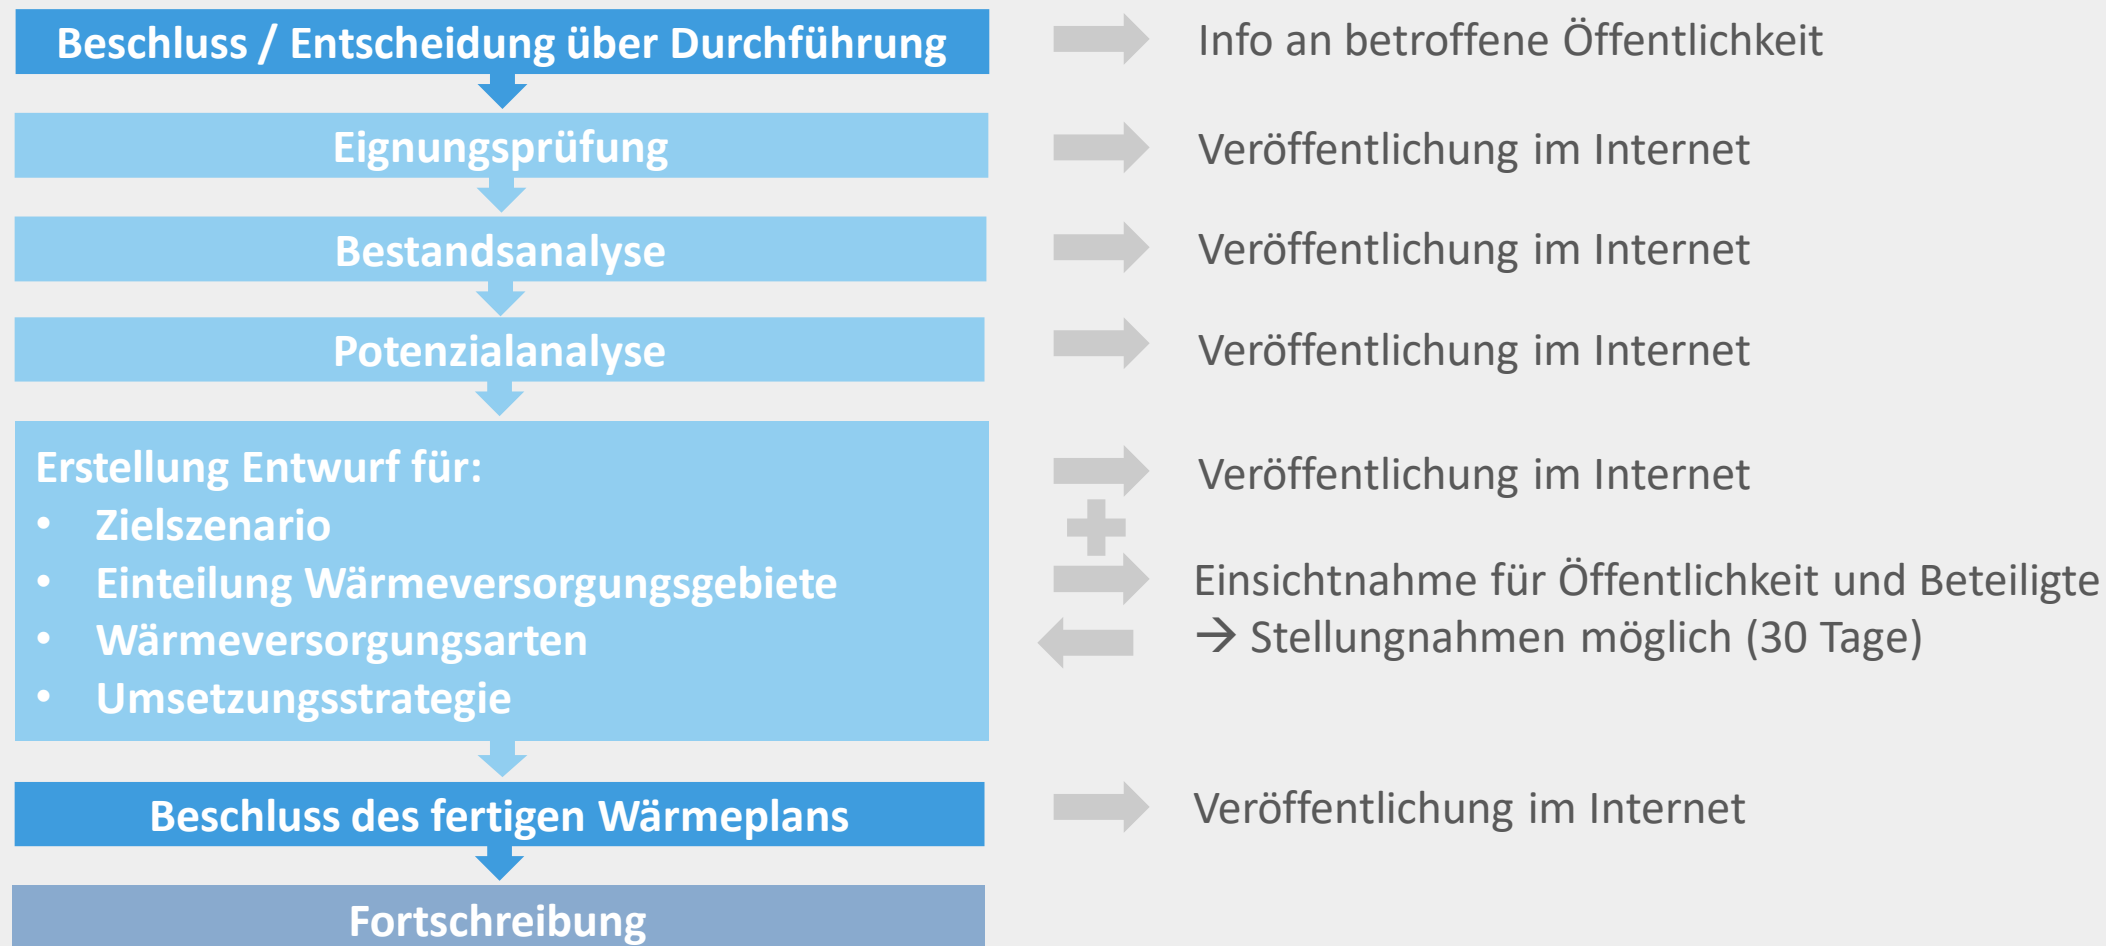 Beschluss / Entscheidung über Durchführung
Info an betroffene Öffentlichkeit
Eignungsprüfung
Veröffentlichung im Internet
Bestandsanalyse
Veröffentlichung im Internet
Potenzialanalyse
Veröffentlichung im Internet
Erstellung Entwurf für:
• Zielszenario
• Einteilung Wärmeversorgungsgebiete
• Wärmeversorgungsarten
• Umsetzungsstrategie
Veröffentlichung im Internet
Einsichtnahme für Öffentlichkeit und Beteiligte
→ Stellungnahmen möglich (30 Tage)
Beschluss des fertigen Wärmeplans
Veröffentlichung im Internet
Fortschreibung